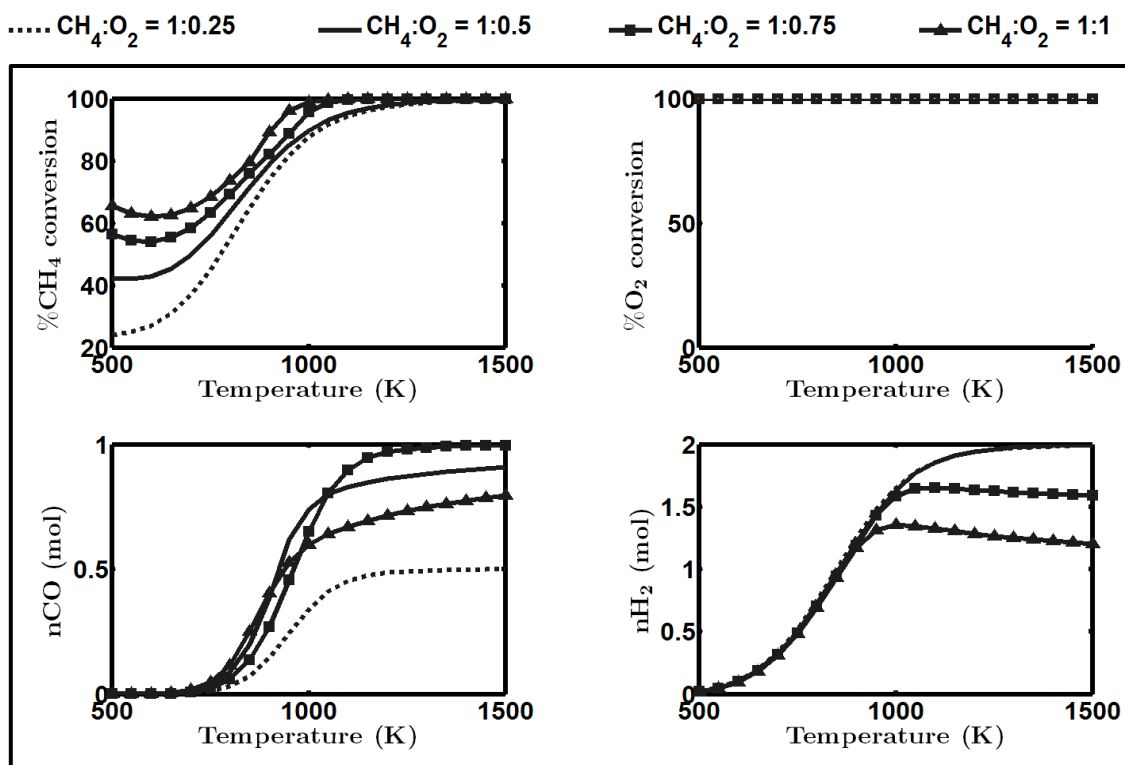 CH4:O2 = 1:0.25 CH4:O2 = 1:0.5 CH4:O2 = 1:0.75 CH4:O2 = 1:1
%CH4 conversion
100
80
60
40
20
500 1000 1500
Temperature (K)
%O2 conversion
100
50
0
500 1000 1500
Temperature (K)
nCO (mol)
1
0.5
0
500 1000 1500
Temperature (K)
nH2 (mol)
2
1.5
1
0.5
0
500 1000 1500
Temperature (K)